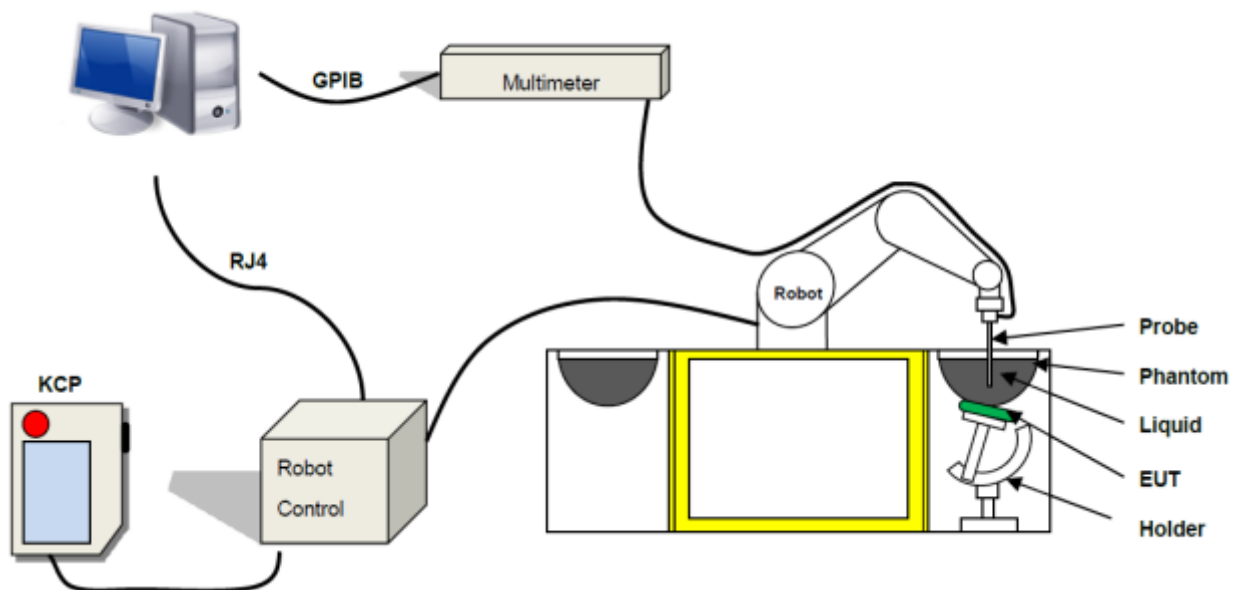 GPIB
Multimeter
RJ4
Robot
Probe
Phantom
KCP
Liquid
Robot
Control
EUT
Holder